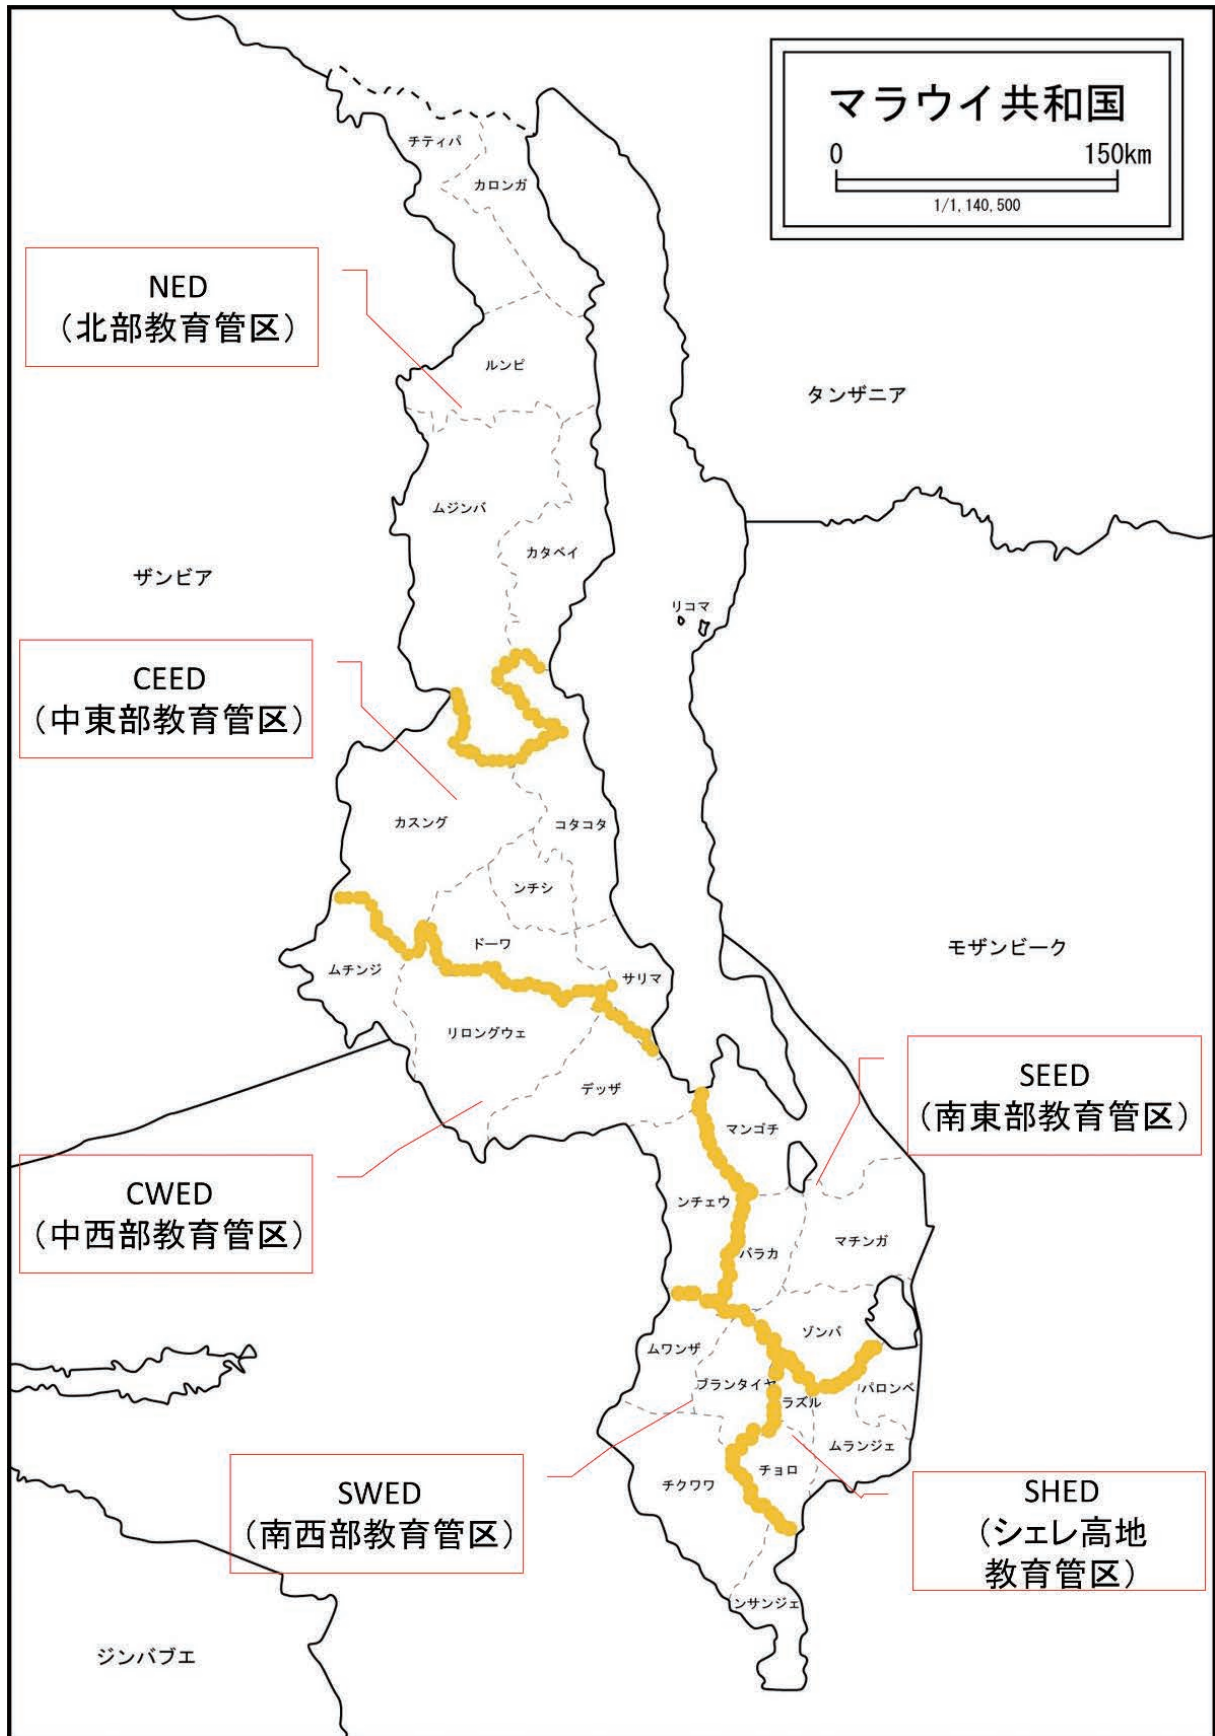 マラウイ共和国
0 150km
1/1,140,500
チティパ
カロンガ
NED
(北部教育管区)
ルンピ
タンザニア
ムジンバ
カタベイ
ザンビア
リコマ
CEED
(中東部教育管区)
カスング
コタコタ
ンチシ
ドーワ
モザンビーク
ムチンジ
サリマ
リロングウェ
SEED
(南東部教育管区)
デッザ
マンゴチ
CWED
(中西部教育管区)
ンチェウ
マチンガ
バラカ
ゾンバ
ムワンザ
ブランタイヤ
パロンベ
ラズル
ムランジェ
チョロ
チクワワ
SWED
(南西部教育管区)
SHED
(シェレ高地
教育管区)
ンサンジェ
ジンバブエ